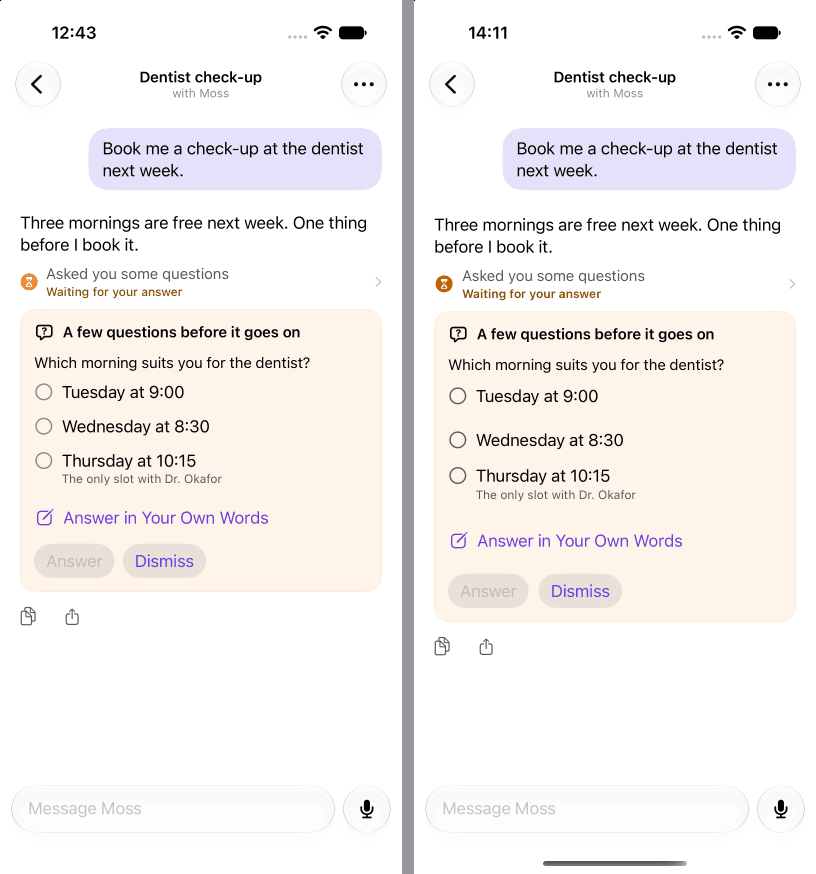 12:43
Dentist check-up
with Moss
Book me a check-up at the dentist
next week.
Three mornings are free next week. One thing
before I book it.
Asked you some questions
Waiting for your answer
A few questions before it goes on
Which morning suits you for the dentist?
Tuesday at 9:00
Wednesday at 8:30
Thursday at 10:15
The only slot with Dr. Okafor
Answer in Your Own Words
Answer
Dismiss
Message Moss
14:11
Dentist check-up
with Moss
Book me a check-up at the dentist
next week.
Three mornings are free next week. One thing
before I book it.
Asked you some questions
Waiting for your answer
A few questions before it goes on
Which morning suits you for the dentist?
Tuesday at 9:00
Wednesday at 8:30
Thursday at 10:15
The only slot with Dr. Okafor
Answer in Your Own Words
Answer
Dismiss
Message Moss